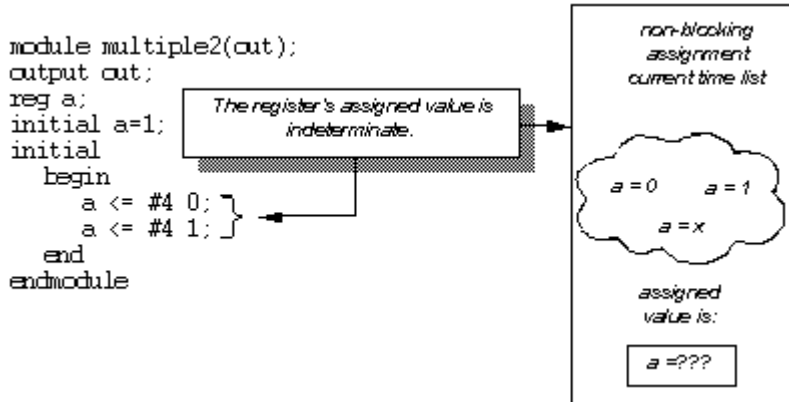 module multiple2(out);
output out;
reg a;
initial a=1;
initial
begin
a <= #4 0;
a <= #4 1;
end
endmodule
The register's assigned value is
indeterminate.
non-blocking
assignment
current time list
a = 0 a = 1
a = x
assigned
value is:
a =???